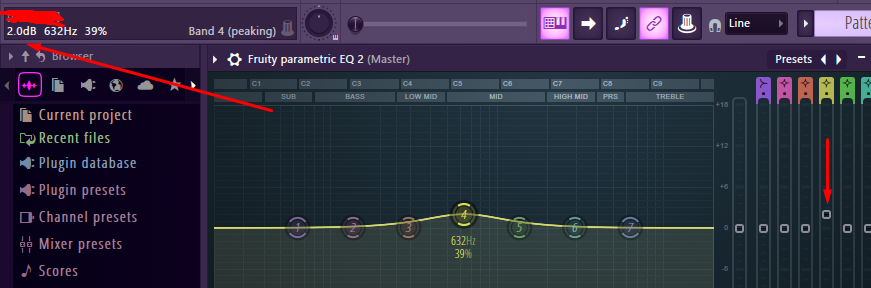 2.0dB 632Hz 39%
Band 4 (peaking)
Line
Patte
Browser
Fruity parametric EQ 2 (Master)
Presets
C1 C2 C3 C4 C5 C6 C7 C8 C9
SUB BASS LOW MID MID HIGH MID PRS TREBLE
Current project
Recent files
Plugin database
Plugin presets
Channel presets
Mixer presets
Scores
1 2 3 4 5 6 7
632Hz
39%
+18
+12
+6
0
-5